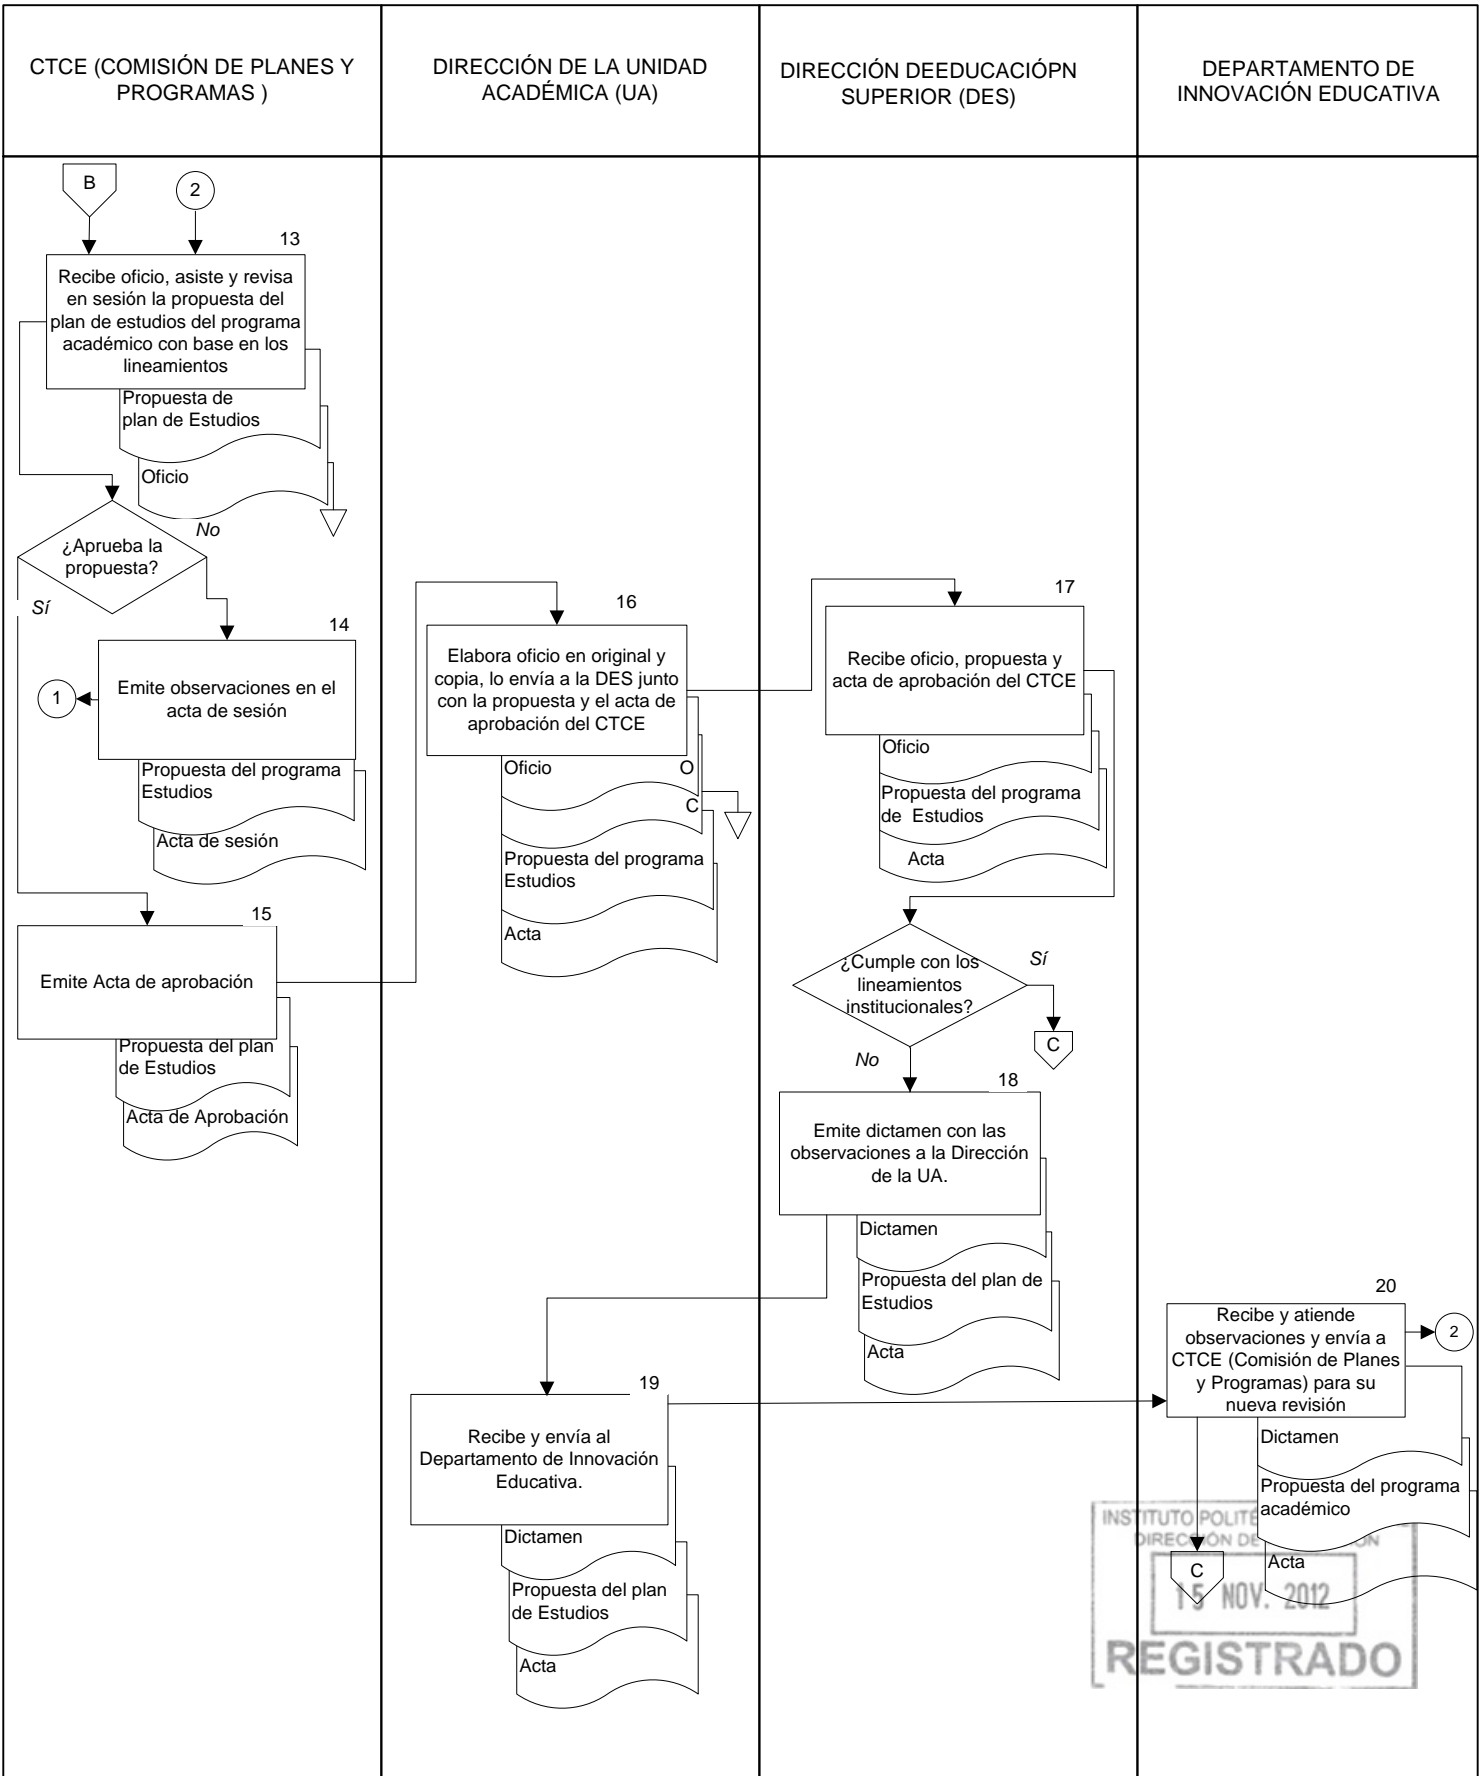 CTCE (COMISIÓN DE PLANES Y
PROGRAMAS )
DIRECCIÓN DE LA UNIDAD
ACADÉMICA (UA)
DIRECCIÓN DEEDUCACIÓPN
SUPERIOR (DES)
DEPARTAMENTO DE
INNOVACIÓN EDUCATIVA
B
2
13
Recibe oficio, asiste y revisa
en sesión la propuesta del
plan de estudios del programa
académico con base en los
lineamientos
Propuesta de
plan de Estudios
Oficio
¿Aprueba la
propuesta?
No
Sí
14
Emite observaciones en el
acta de sesión
1
Propuesta del programa
Estudios
Acta de sesión
15
Emite Acta de aprobación
Propuesta del plan
de Estudios
Acta de Aprobación
16
Elabora oficio en original y
copia, lo envía a la DES junto
con la propuesta y el acta de
aprobación del CTCE
Oficio
O
C
Propuesta del programa
Estudios
Acta
17
Recibe oficio, propuesta y
acta de aprobación del CTCE
Oficio
Propuesta del programa
de Estudios
Acta
¿Cumple con los
lineamientos
institucionales?
Sí
C
No
18
Emite dictamen con las
observaciones a la Dirección
de la UA.
Dictamen
Propuesta del plan de
Estudios
Acta
19
Recibe y envía al
Departamento de Innovación
Educativa.
Dictamen
Propuesta del plan
de Estudios
Acta
20
Recibe y atiende
observaciones y envía a
CTCE (Comisión de Planes
y Programas) para su
nueva revisión
2
Dictamen
Propuesta del programa
académico
Acta
C
INSTITUTO
DIRECCIÓN DE
15 NOV. 2012
REGISTRADO